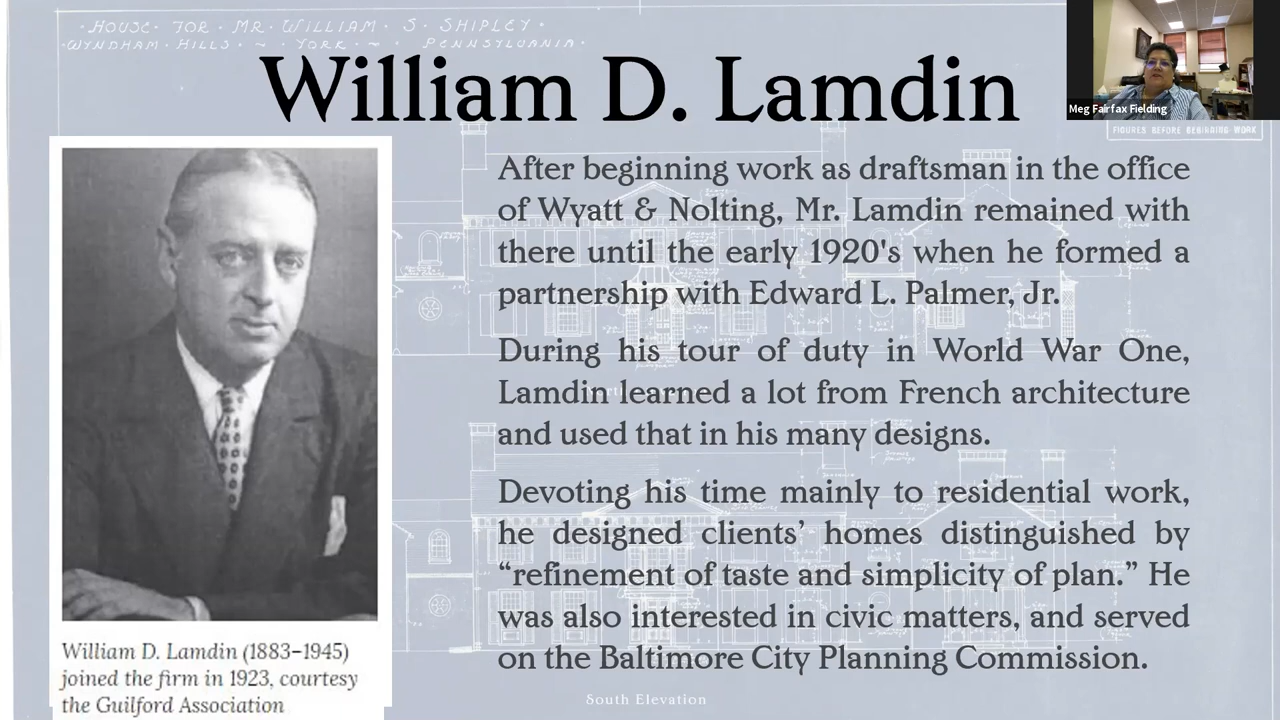 · HOUSE · FOR · MR · WILLIAM · S · SHIPLEY ·
· WYNDHAM · HILLS · ~ · YORK · ~ · PENNSYLVANIA ·
William D. Lamdin
Meg Fairfax Fielding
FIGURES BEFORE BEGINNING WORK
After beginning work as draftsman in the office
of Wyatt & Nolting, Mr. Lamdin remained with
there until the early 1920's when he formed a
partnership with Edward L. Palmer, Jr.
During his tour of duty in World War One,
Lamdin learned a lot from French architecture
and used that in his many designs.
Devoting his time mainly to residential work,
he designed clients’ homes distinguished by
“refinement of taste and simplicity of plan.” He
was also interested in civic matters, and served
on the Baltimore City Planning Commission.
William D. Lamdin (1883–1945)
joined the firm in 1923, courtesy
the Guilford Association
South Elevation